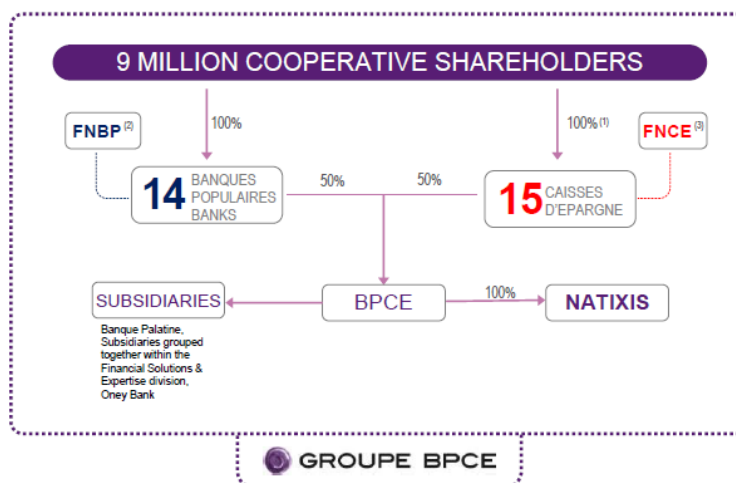 9 MILLION COOPERATIVE SHAREHOLDERS
FNBP (2)
100%
100% (1)
FNCE (3)
14 BANQUES
POPULAIRES
BANKS
50%
50%
15 CAISSES
D'EPARGNE
SUBSIDIARIES
BPCE
100%
NATIXIS
Banque Palatine,
Subsidiaries grouped
together within the
Financial Solutions &
Expertise division,
Oney Bank
GROUPE BPCE